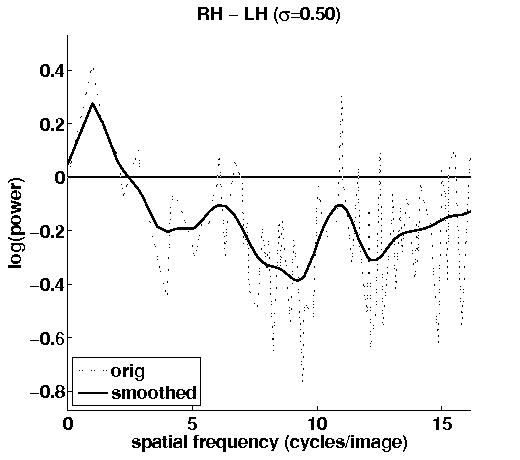 RH − LH (σ=0.50)
log(power)
0.4
0.2
0
−0.2
−0.4
−0.6
−0.8
orig
smoothed
0 5 10 15
spatial frequency (cycles/image)